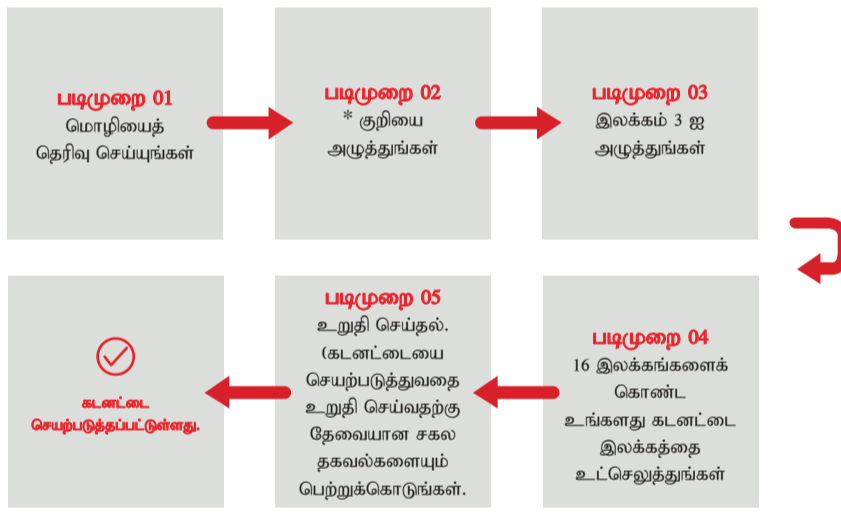 படிமுறை 01
மொழியைத்
தெரிவு செய்யுங்கள்
படிமுறை 02
* குறியை
அழுத்துங்கள்
படிமுறை 03
இலக்கம் 3 ஐ
அழுத்துங்கள்
படிமுறை 04
16 இலக்கங்களைக்
கொண்ட
உங்களது கடனட்டை
இலக்கத்தை
உட்செலுத்துங்கள்
படிமுறை 05
உறுதி செய்தல்.
(கடனட்டையை
செயற்படுத்துவதை
உறுதி செய்வதற்கு
தேவையான சகல
தகவல்களையும்
பெற்றுக்கொடுங்கள்.
கடனட்டை
செயற்படுத்தப்பட்டுள்ளது.